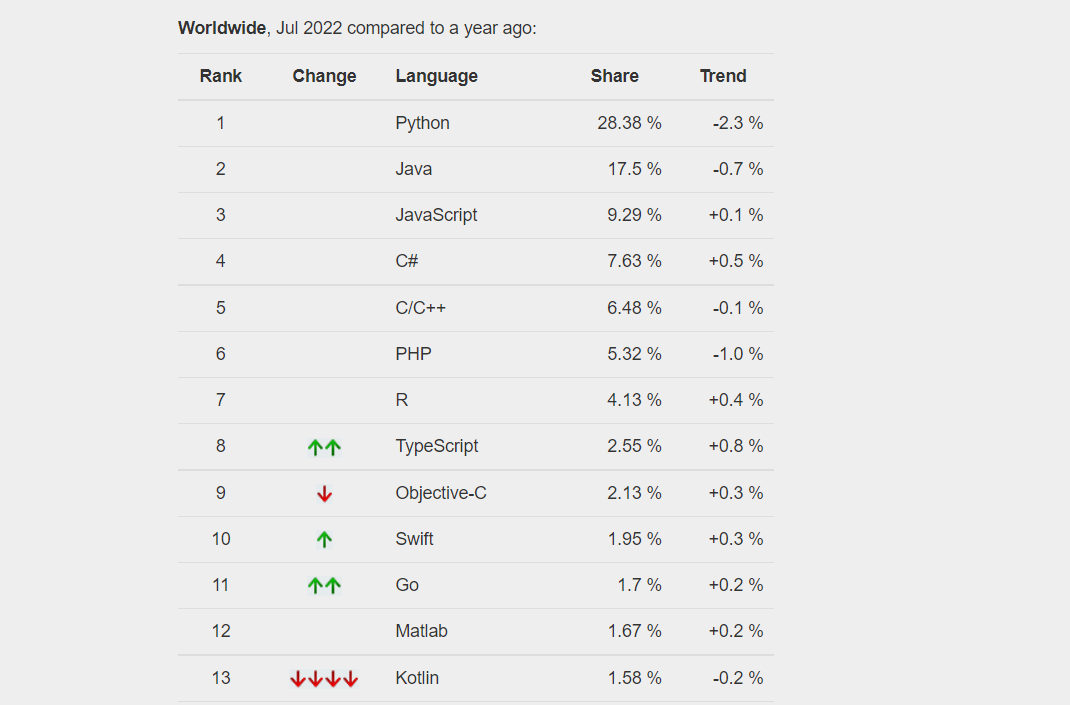 Worldwide, Jul 2022 compared to a year ago:
Rank Change Language Share Trend
1 Python 28.38 % -2.3 %
2 Java 17.5 % -0.7 %
3 JavaScript 9.29 % +0.1 %
4 C# 7.63 % +0.5 %
5 C/C++ 6.48 % -0.1 %
6 PHP 5.32 % -1.0 %
7 R 4.13 % +0.4 %
8 ↑↑ TypeScript 2.55 % +0.8 %
9 ↓ Objective-C 2.13 % +0.3 %
10 ↑ Swift 1.95 % +0.3 %
11 ↑↑ Go 1.7 % +0.2 %
12 Matlab 1.67 % +0.2 %
13 ↓↓↓↓ Kotlin 1.58 % -0.2 %